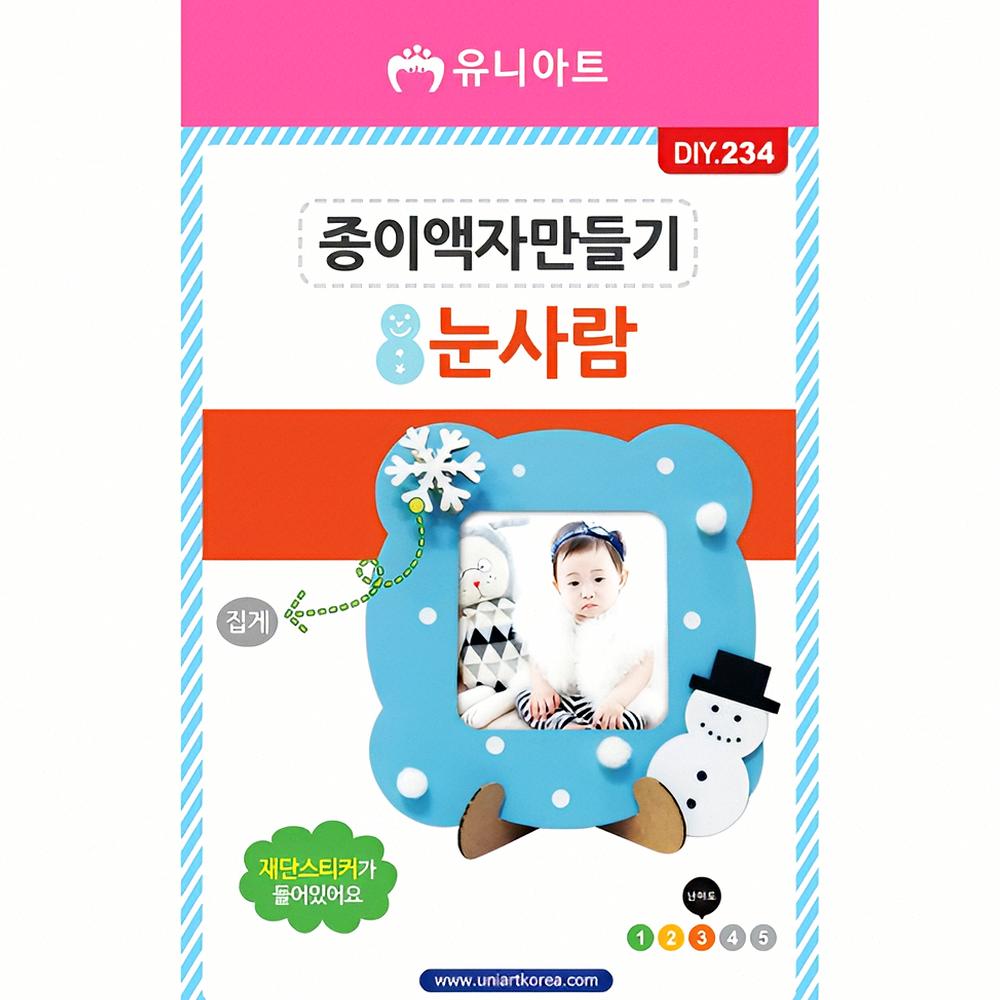 유니아트
DIY.234
종이액자만들기
눈사람
집게
재단스티커가
들어있어요
난이도
1 2 3 4 5
www.uniartkorea.com